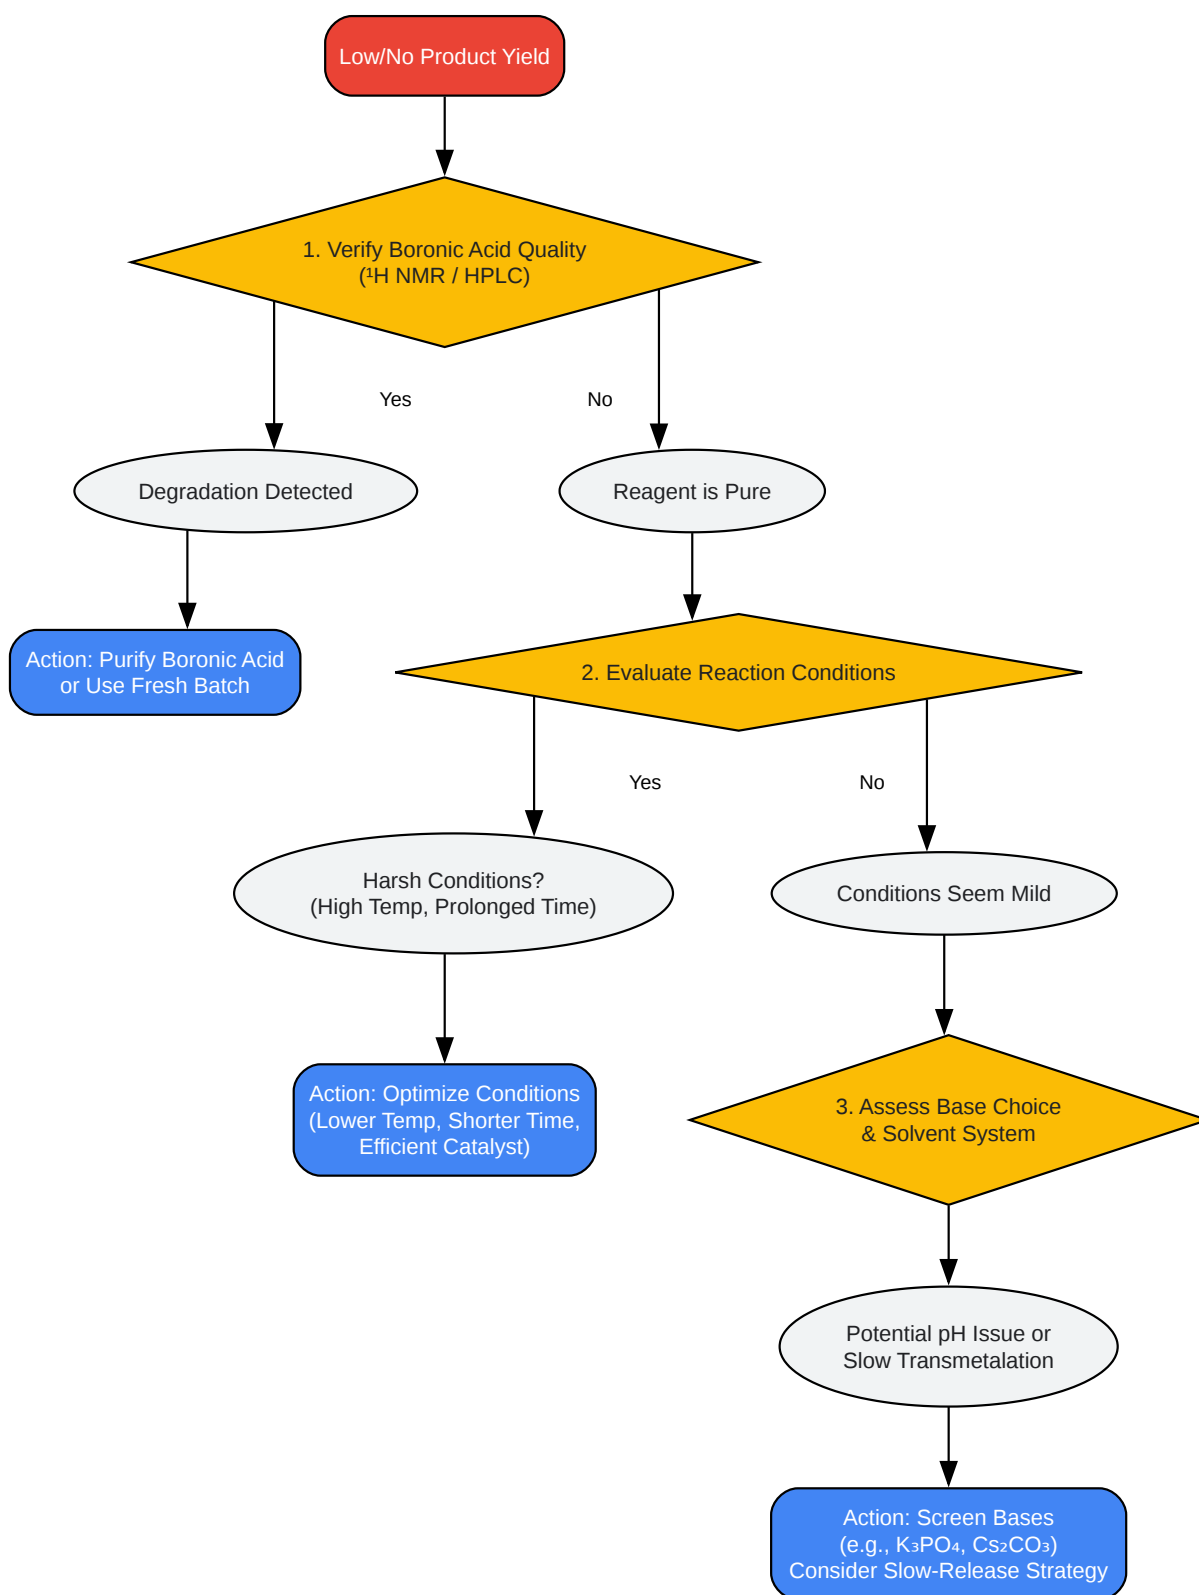 Low/No Product Yield
1. Verify Boronic Acid Quality
(¹H NMR / HPLC)
Yes
No
Degradation Detected
Reagent is Pure
Action: Purify Boronic Acid
or Use Fresh Batch
2. Evaluate Reaction Conditions
Yes
No
Harsh Conditions?
(High Temp, Prolonged Time)
Conditions Seem Mild
Action: Optimize Conditions
(Lower Temp, Shorter Time,
Efficient Catalyst)
3. Assess Base Choice
& Solvent System
Potential pH Issue or
Slow Transmetalation
Action: Screen Bases
(e.g., K₃PO₄, Cs₂CO₃)
Consider Slow-Release Strategy